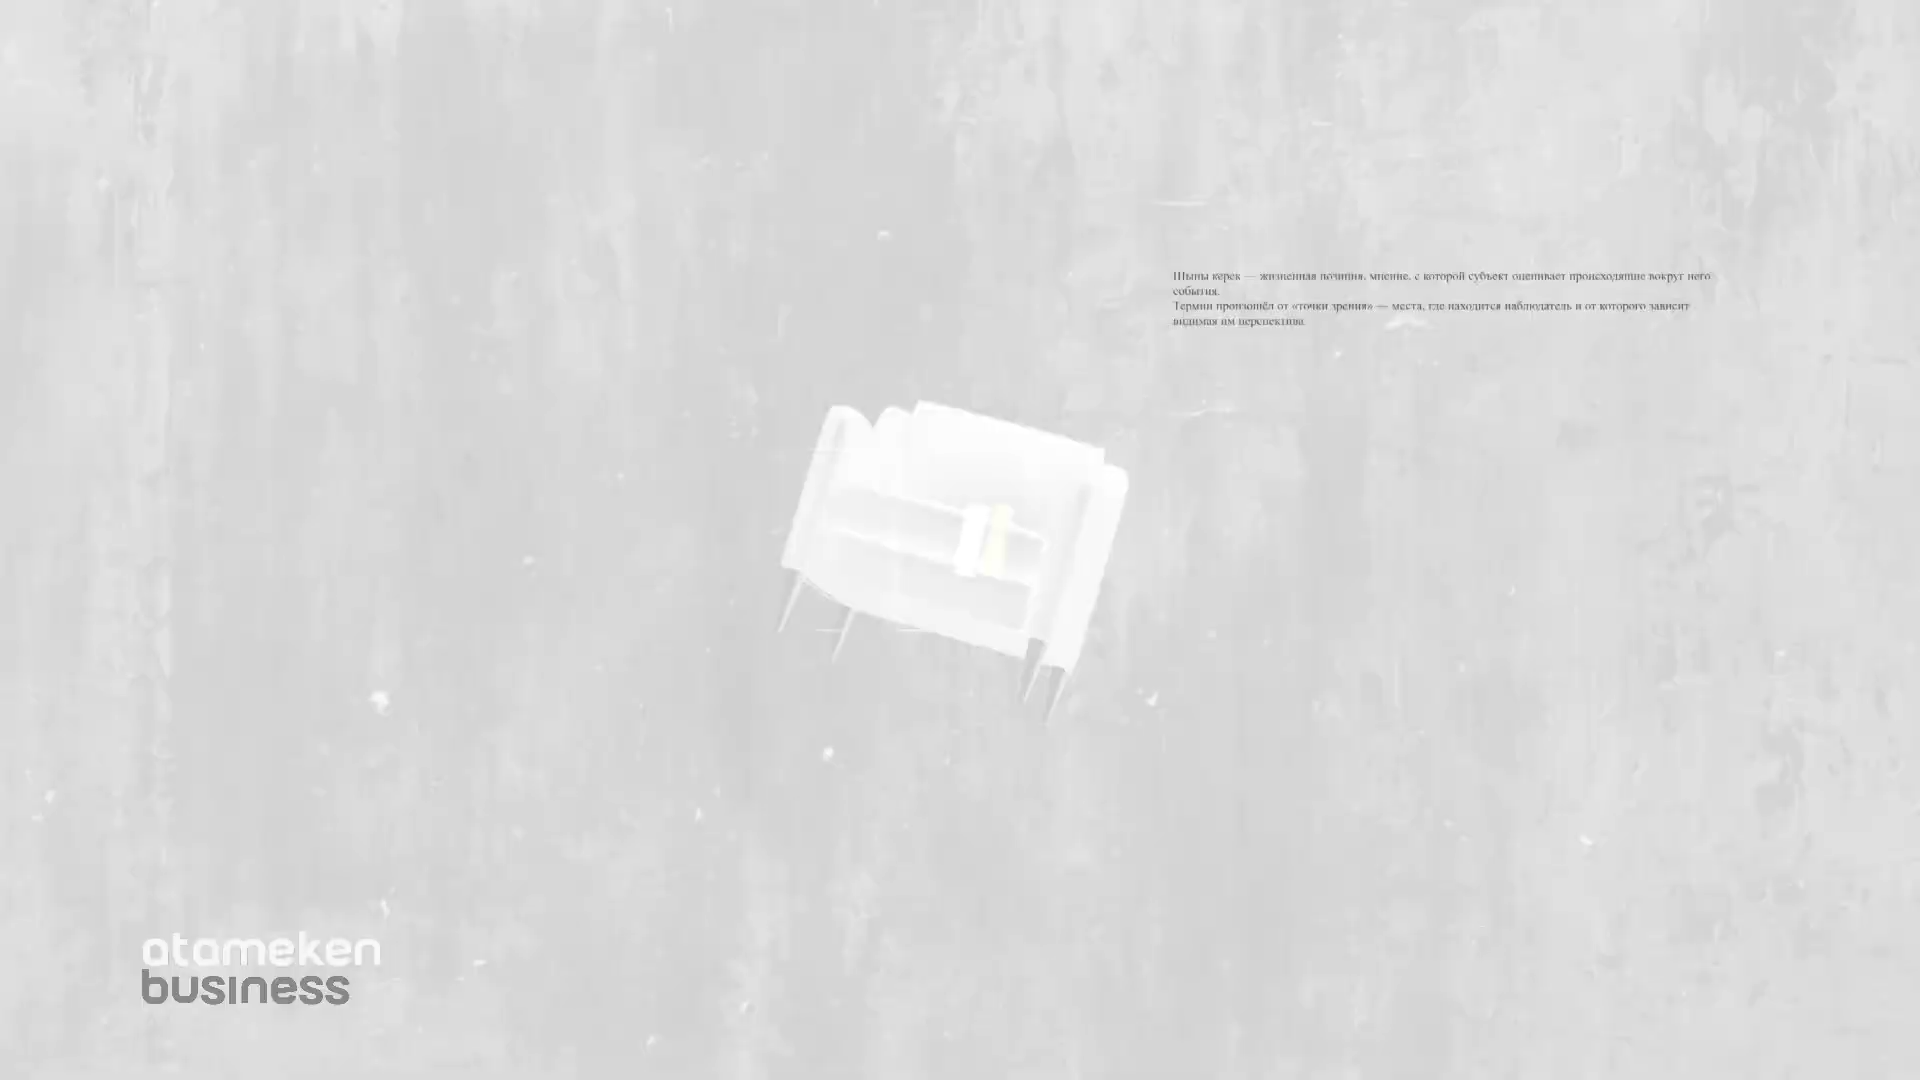 Шыны керек — жизненная позиция, мнение, с которой субъект оценивает происходящие вокруг него
события.
Термин произошёл от «точки зрения» — места, где находится наблюдатель и от которого зависит
видимая им перспектива.
atameken
business